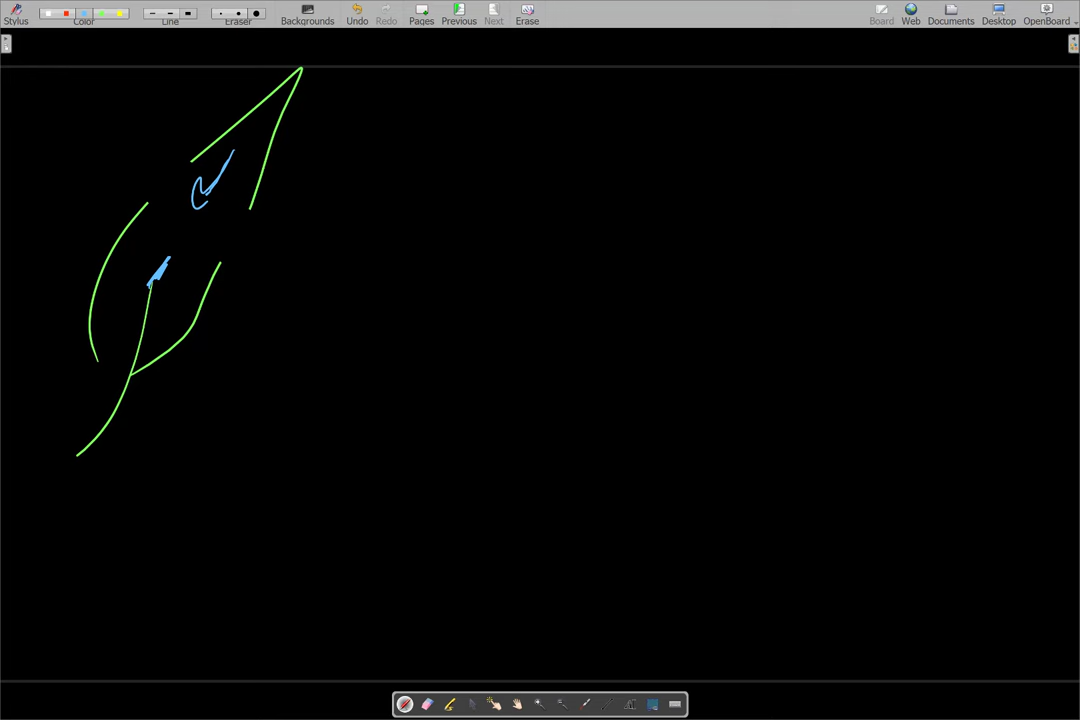 Stylus
Color
Line
Eraser
Backgrounds
Undo
Redo
Pages
Previous
Next
Erase
Board
Web
Documents
Desktop
OpenBoard